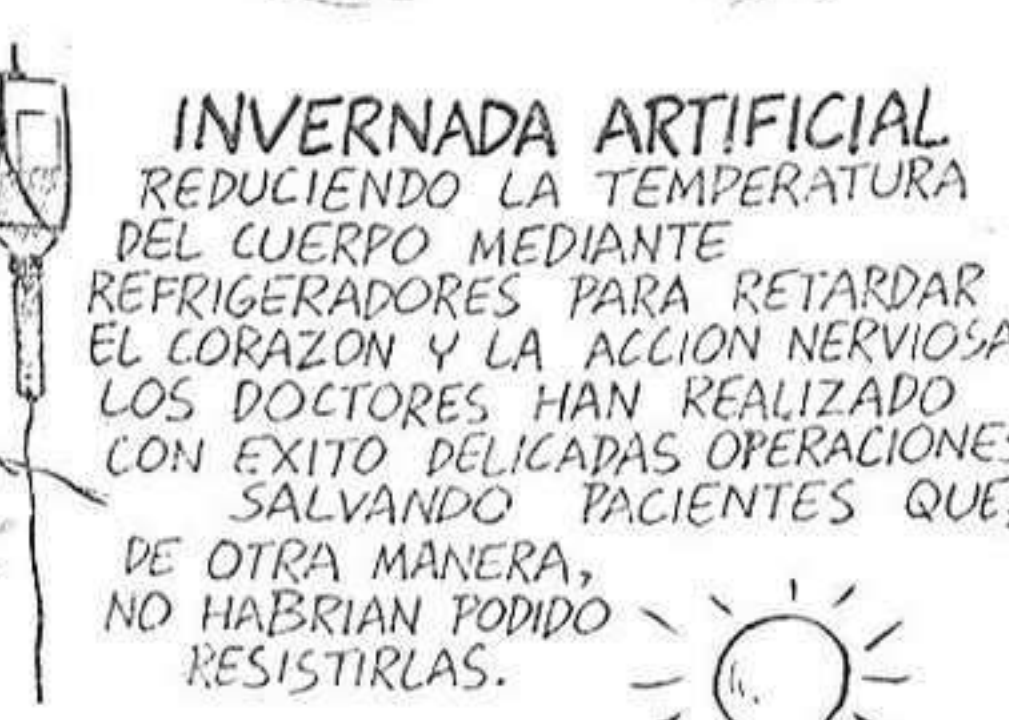 INVERNADA ARTIFICIAL
REDUCIENDO LA TEMPERATURA
DEL CUERPO MEDIANTE
REFRIGERADORES PARA RETARDAR
EL CORAZON Y LA ACCION NERVIOSA
LOS DOCTORES HAN REALIZADO
CON EXITO DELICADAS OPERACIONES
SALVANDO PACIENTES QUE,
DE OTRA MANERA,
NO HABRIAN PODIDO
RESISTIRLAS.